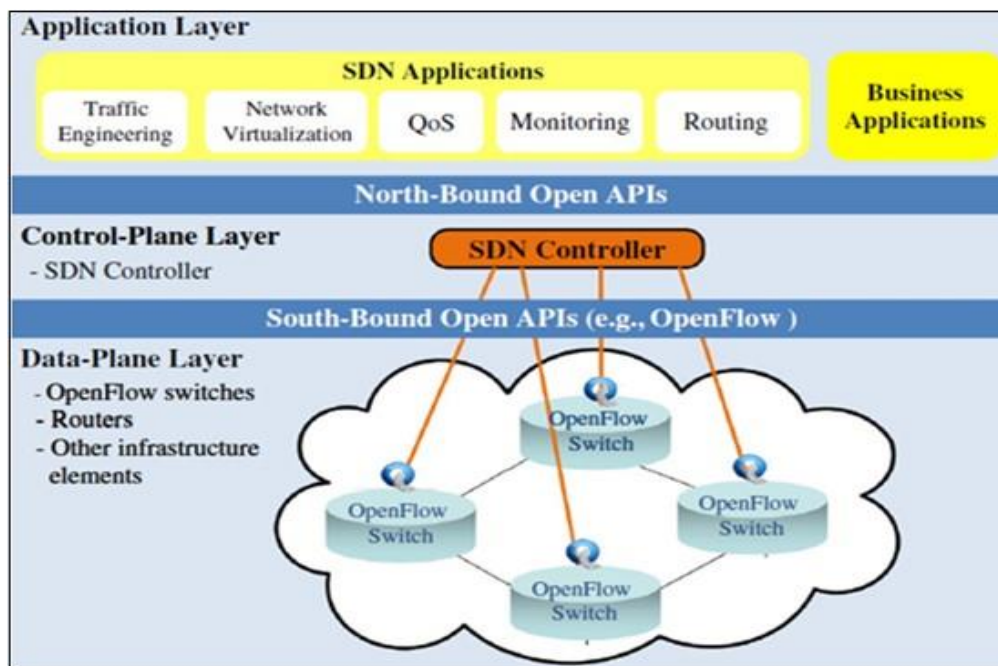 Application Layer
SDN Applications
Traffic
Engineering
Network
Virtualization
QoS
Monitoring
Routing
Business
Applications
North-Bound Open APIs
Control-Plane Layer
- SDN Controller
SDN Controller
South-Bound Open APIs (e.g., OpenFlow )
Data-Plane Layer
- OpenFlow switches
- Routers
- Other infrastructure
elements
OpenFlow
Switch
OpenFlow
Switch
OpenFlow
Switch
OpenFlow
Switch